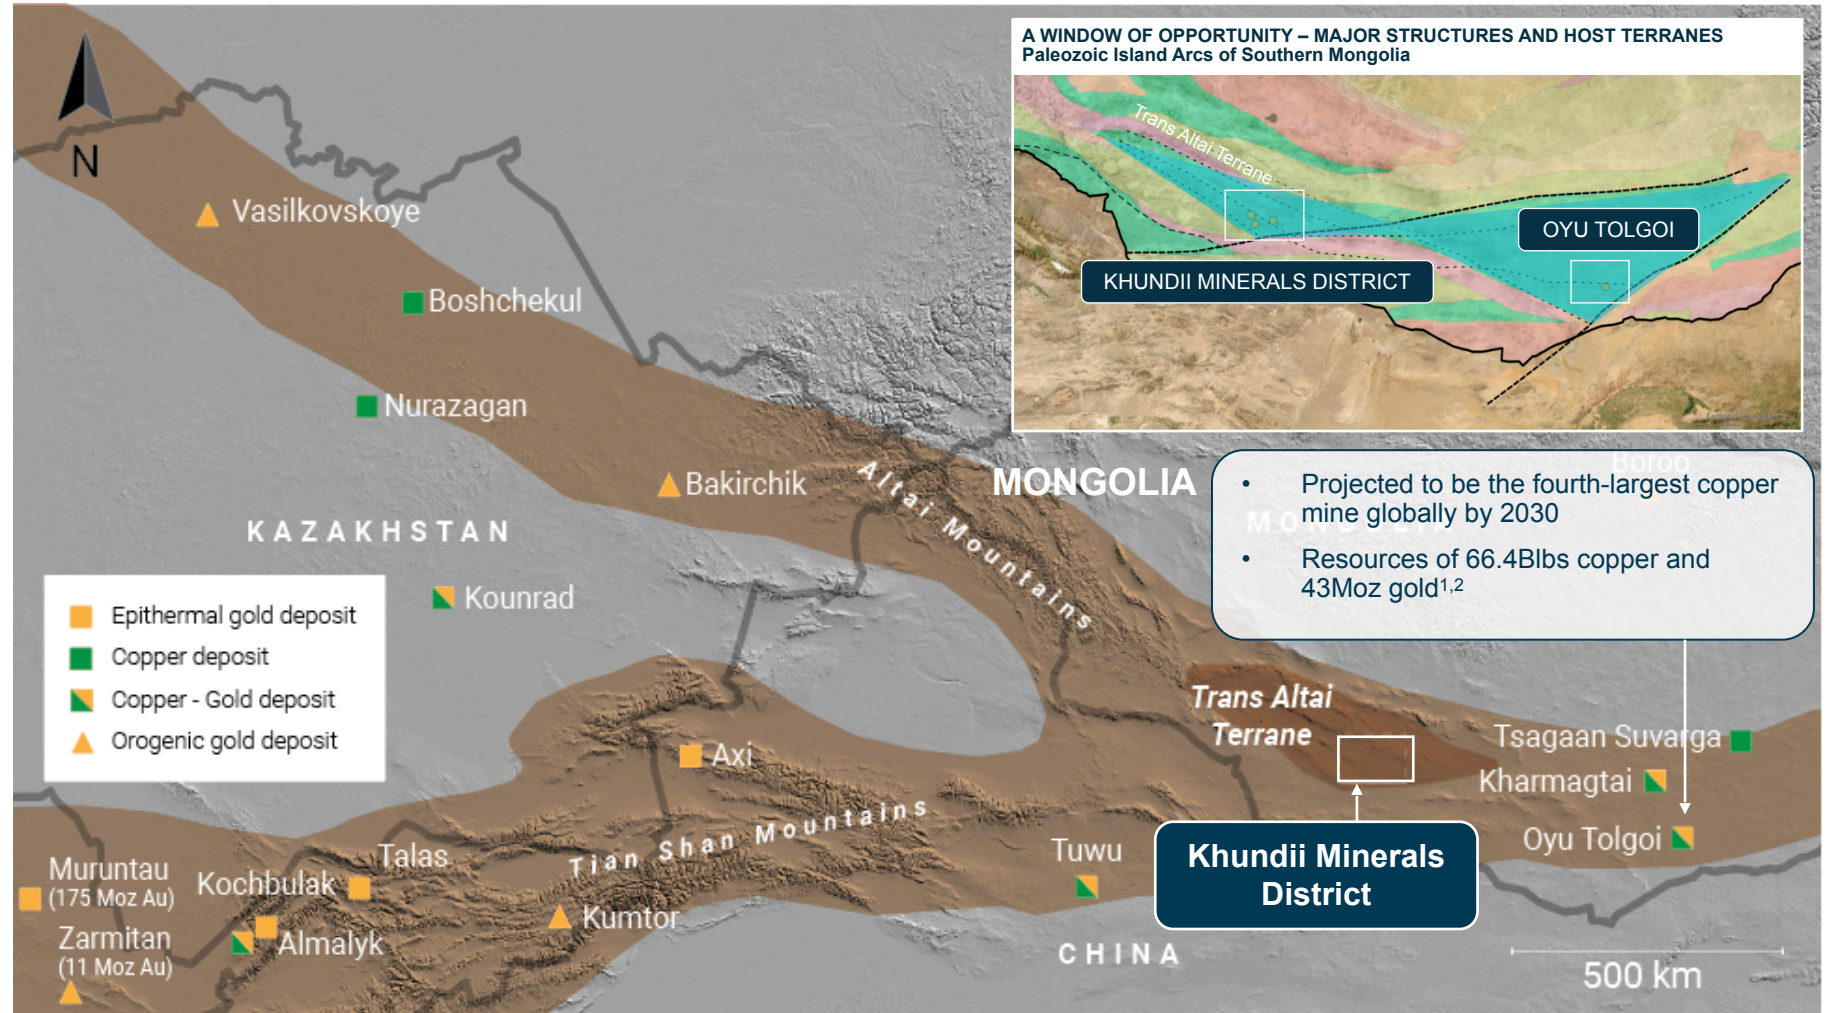 A WINDOW OF OPPORTUNITY – MAJOR STRUCTURES AND HOST TERRANES
Paleozoic Island Arcs of Southern Mongolia
Trans Altai Terrane
OYU TOLGOI
KHUNDII MINERALS DISTRICT
N
Vasilkovskoye
Boshchekul
Nurazagan
Bakirchik
Altai Mountains
MONGOLIA
Boroo
MONGOLIA
• Projected to be the fourth-largest copper
mine globally by 2030
• Resources of 66.4Blbs copper and
43Moz gold1,2
KAZAKHSTAN
Kounrad
Epithermal gold deposit
Copper deposit
Copper - Gold deposit
Orogenic gold deposit
Trans Altai
Terrane
Axi
Tsagaan Suvarga
Kharmagtai
Oyu Tolgoi
Tian Shan Mountains
Tuwu
Khundii Minerals
District
Talas
Muruntau
(175 Moz Au)
Kochbulak
Kumtor
Zarmitan
(11 Moz Au)
Almalyk
CHINA
500 km